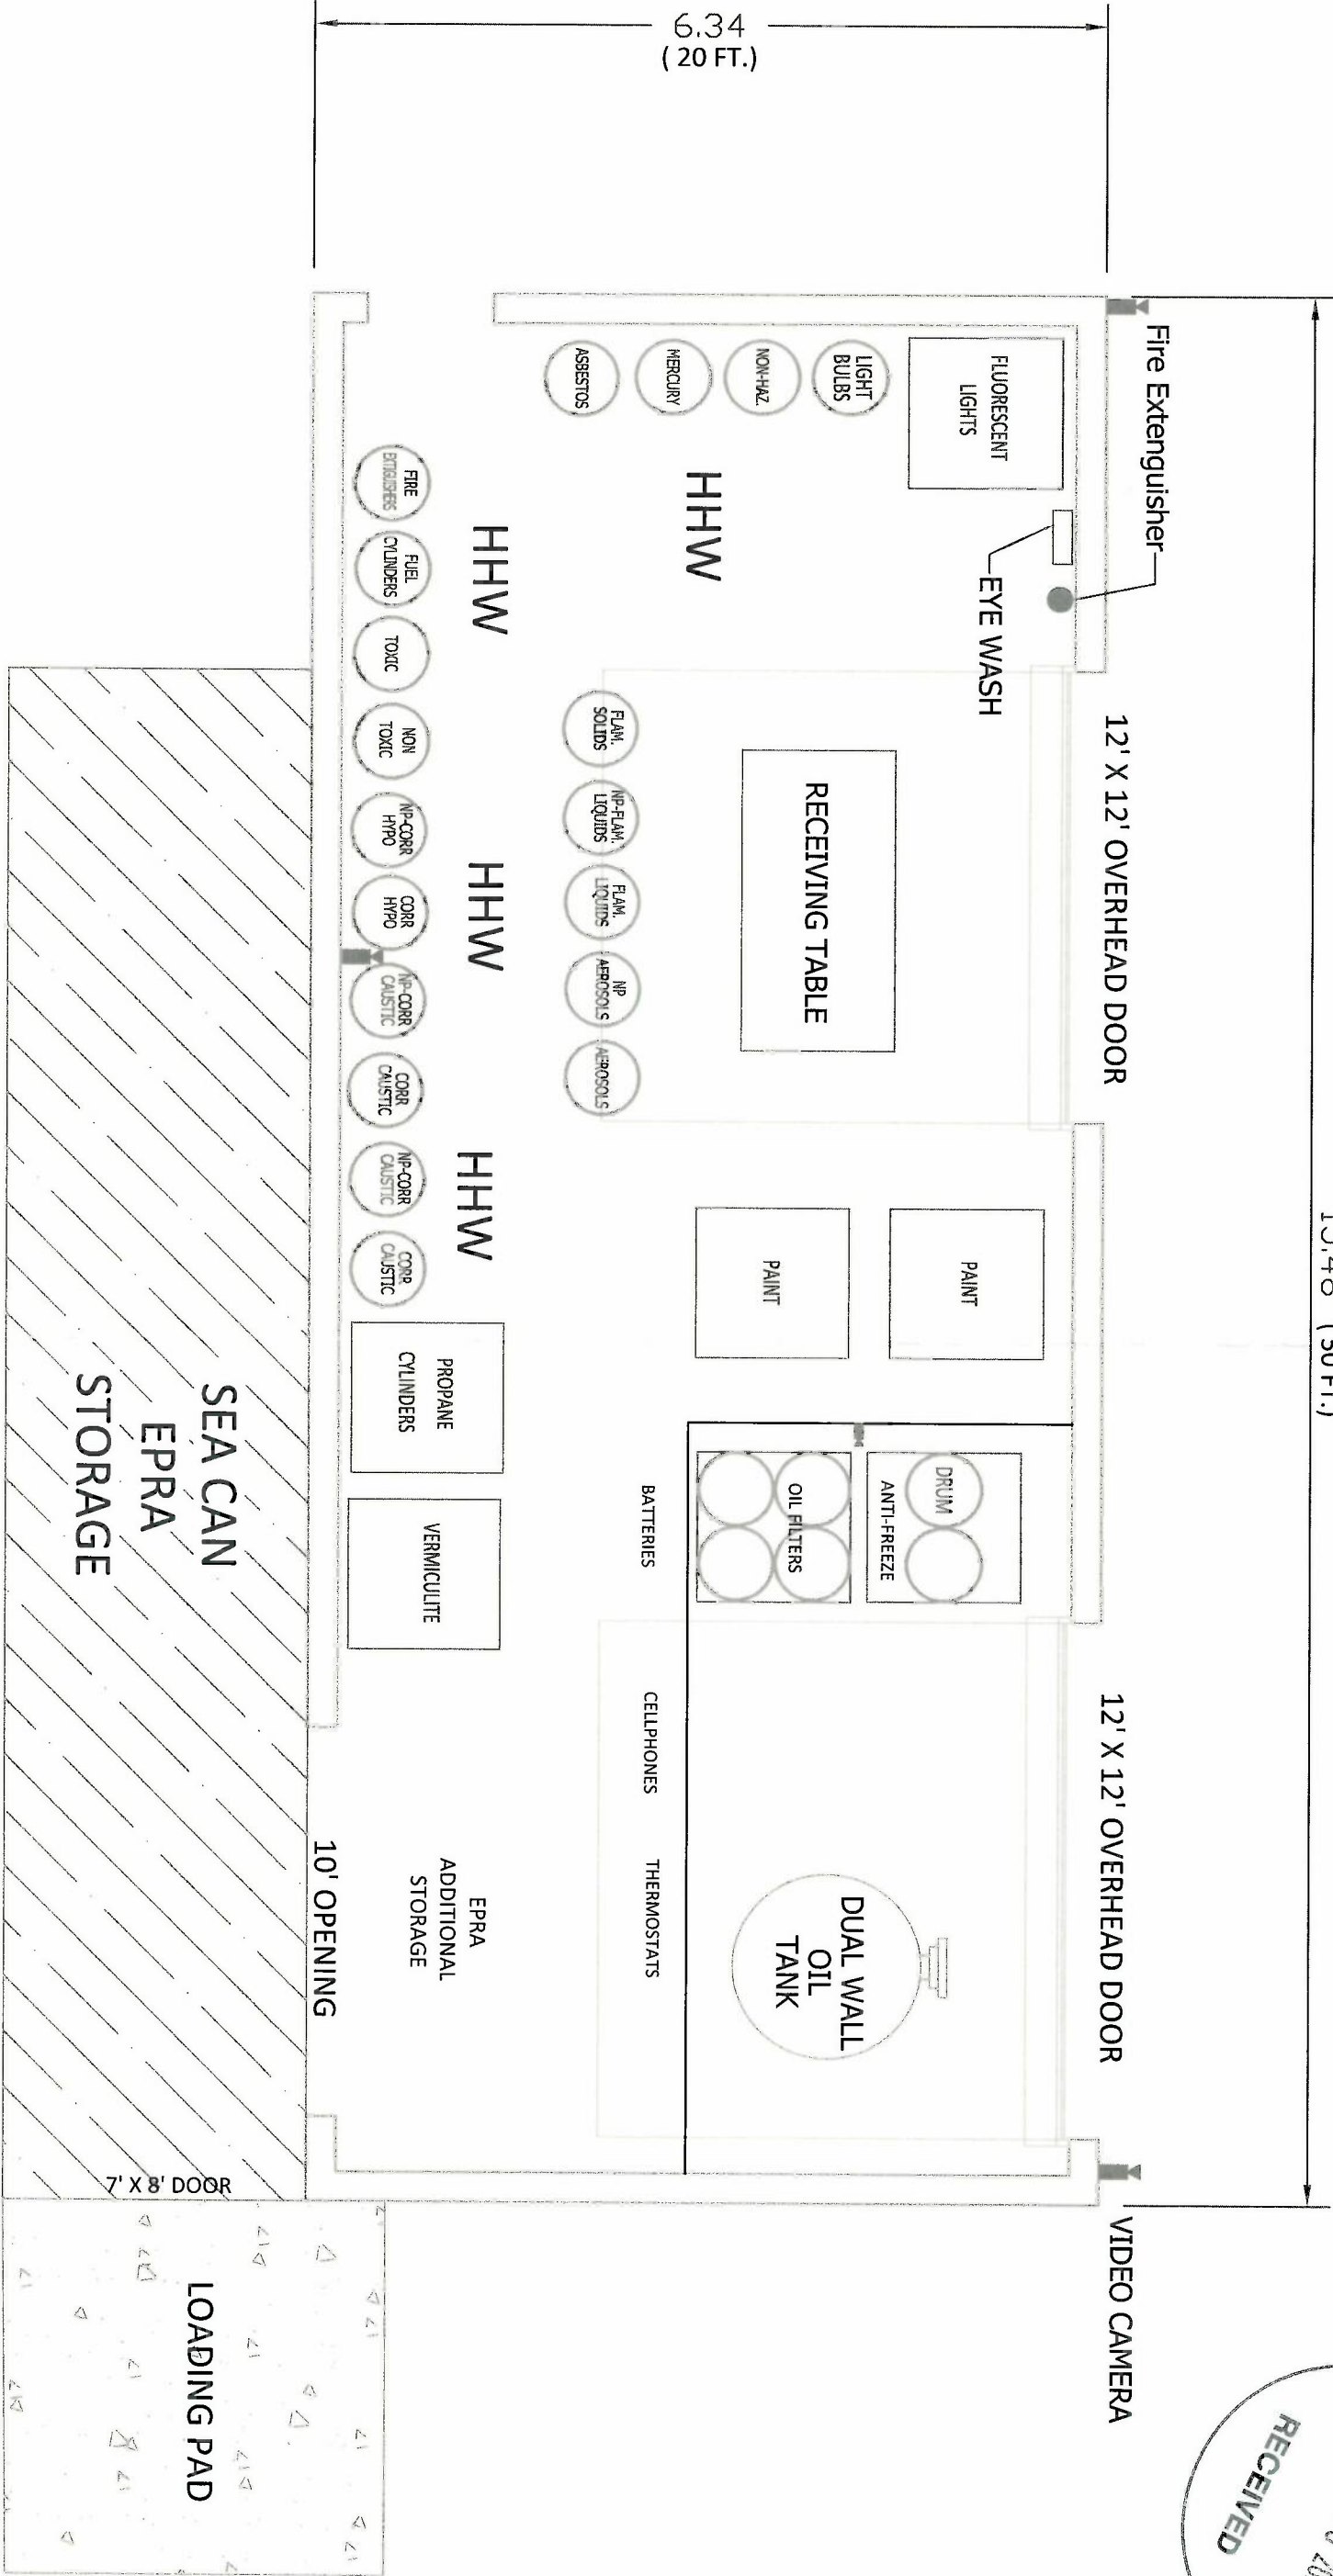 6.34
( 20 FT.)
Fire Extenguisher
EYE WASH
12' X 12' OVERHEAD DOOR
12' X 12' OVERHEAD DOOR
VIDEO CAMERA
FLUORESCENT
LIGHTS
LIGHT
BULBS
NON-HAZ.
MERCURY
ASBESTOS
HHW
HHW
HHW
HHW
RECEIVING TABLE
FLAM.
SOLIDS
NP-FLAM.
LIQUIDS
FLAM.
LIQUIDS
NP
AEROSOLS
AEROSOLS
FIRE
EXTIGUISHERS
FUEL
CYLINDERS
TOXIC
NON
TOXIC
NP-CORR
HYPO
CORR
HYPO
NP-CORR
CAUSTIC
CORR
CAUSTIC
NP-CORR
CAUSTIC
CORR
CAUSTIC
PAINT
PAINT
PROPANE
CYLINDERS
VERMICULITE
DRUM
ANTI-FREEZE
OIL FILTERS
BATTERIES
CELLPHONES
THERMOSTATS
DUAL WALL
OIL
TANK
EPRA
ADDITIONAL
STORAGE
10' OPENING
SEA CAN
EPRA
STORAGE
7' X 8' DOOR
LOADING PAD
RECEIVED